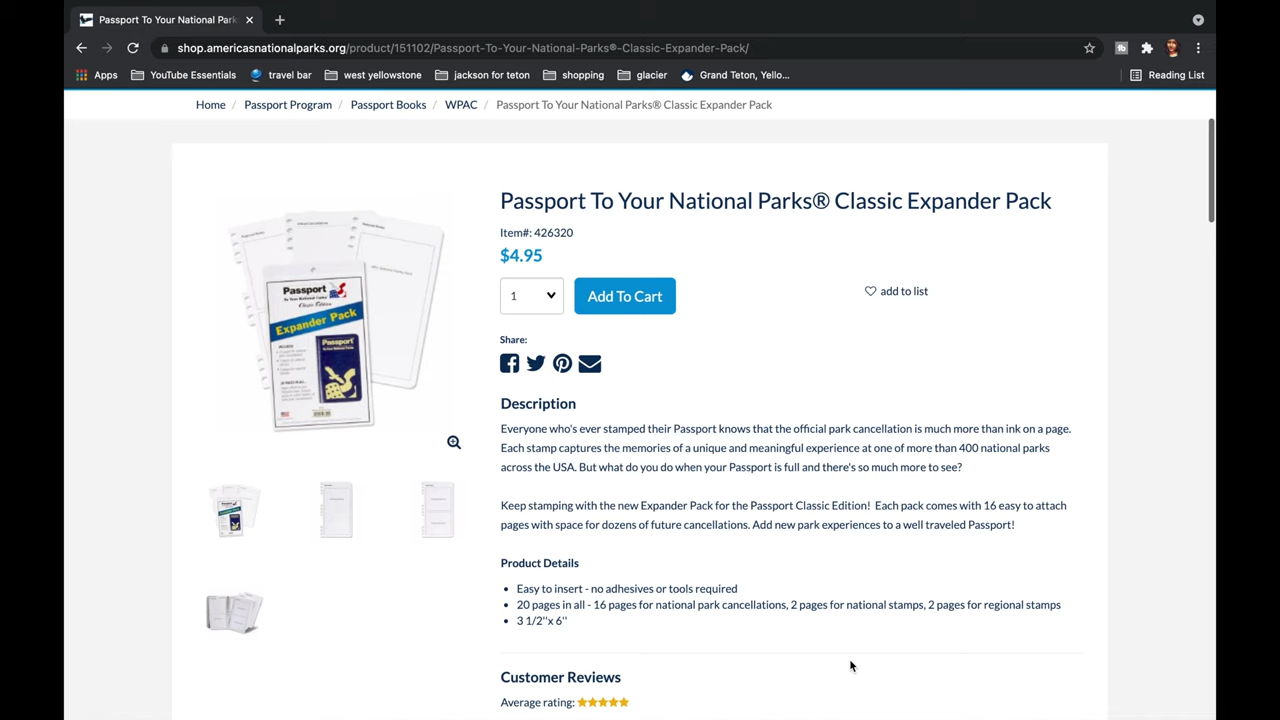 Passport To Your National Park
shop.americasnationalparks.org/product/151102/Passport-To-Your-National-Parks®-Classic-Expander-Pack/
Apps YouTube Essentials travel bar west yellowstone jackson for teton shopping glacier Grand Teton, Yello... Reading List
Home / Passport Program / Passport Books / WPAC / Passport To Your National Parks® Classic Expander Pack
Passport To Your National Parks® Classic Expander Pack
Item#: 426320
$4.95
1 Add To Cart add to list
Share:
Description
Everyone who's ever stamped their Passport knows that the official park cancellation is much more than ink on a page.
Each stamp captures the memories of a unique and meaningful experience at one of more than 400 national parks
across the USA. But what do you do when your Passport is full and there's so much more to see?
Keep stamping with the new Expander Pack for the Passport Classic Edition! Each pack comes with 16 easy to attach
pages with space for dozens of future cancellations. Add new park experiences to a well traveled Passport!
Product Details
Easy to insert - no adhesives or tools required
20 pages in all - 16 pages for national park cancellations, 2 pages for national stamps, 2 pages for regional stamps
3 1/2''x 6''
Customer Reviews
Average rating:
Passport
To Your National Parks
Classic Edition
Expander Pack
Passport